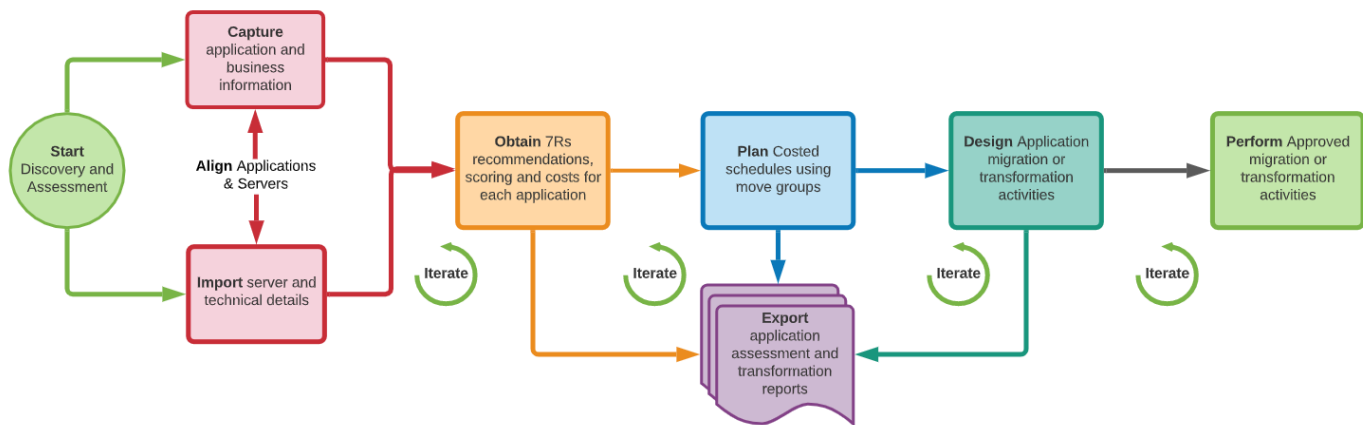 Start
Discovery and
Assessment
Capture
application and
business
information
Align Applications
& Servers
Import server and
technical details
Obtain 7Rs
recommendations,
scoring and costs for
each application
Plan Costed
schedules using
move groups
Design Application
migration or
transformation
activities
Perform Approved
migration or
transformation
activities
Iterate
Iterate
Iterate
Iterate
Export
application
assessment and
transformation
reports